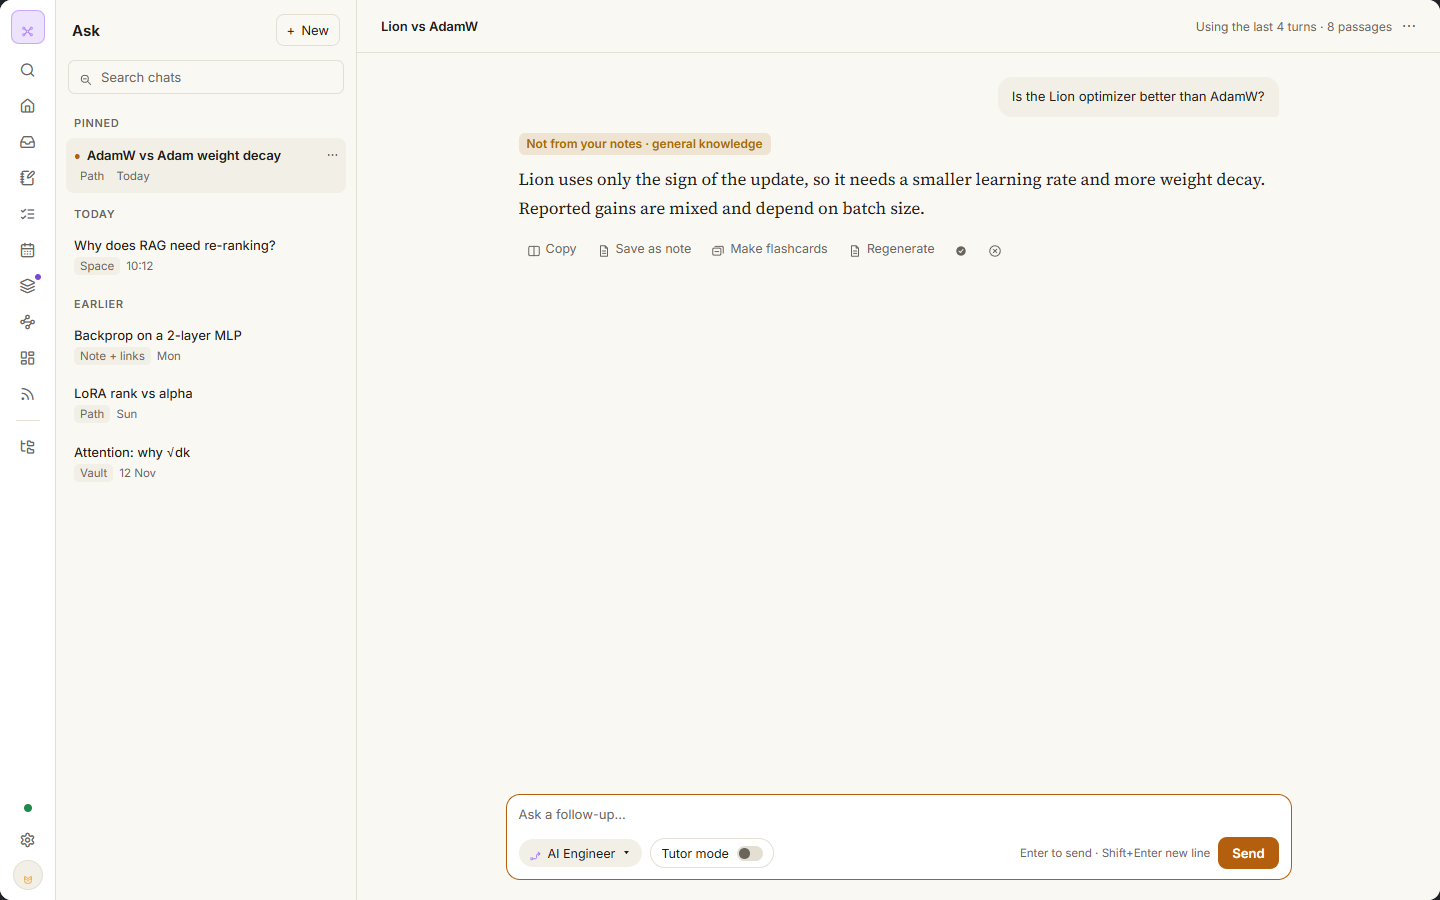 Ask
+ New
Search chats
PINNED
AdamW vs Adam weight decay
Path Today
TODAY
Why does RAG need re-ranking?
Space 10:12
EARLIER
Backprop on a 2-layer MLP
Note + links Mon
LoRA rank vs alpha
Path Sun
Attention: why √dk
Vault 12 Nov
Lion vs AdamW
Using the last 4 turns · 8 passages
Is the Lion optimizer better than AdamW?
Not from your notes · general knowledge
Lion uses only the sign of the update, so it needs a smaller learning rate and more weight decay.
Reported gains are mixed and depend on batch size.
Copy Save as note Make flashcards Regenerate
Ask a follow-up...
AI Engineer Tutor mode Enter to send · Shift+Enter new line Send